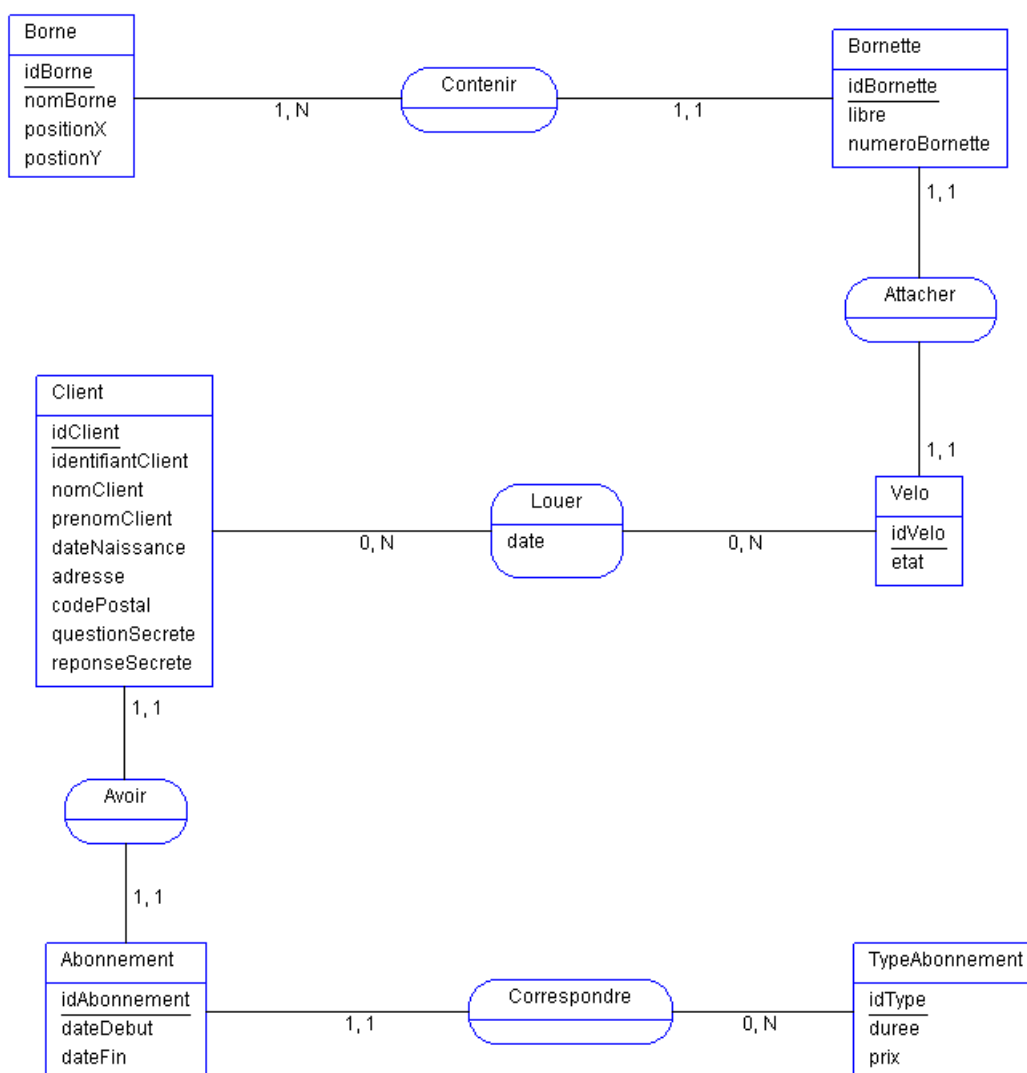 Borne
idBorne
nomBorne
positionX
postionY
1, N
Contenir
1, 1
Bornette
idBornette
libre
numeroBornette
1, 1
Attacher
1, 1
Velo
idVelo
etat
Client
idClient
identifiantClient
nomClient
prenomClient
dateNaissance
adresse
codePostal
questionSecrete
reponseSecrete
0, N
Louer
date
0, N
1, 1
Avoir
1, 1
Abonnement
idAbonnement
dateDebut
dateFin
1, 1
Correspondre
0, N
TypeAbonnement
idType
duree
prix